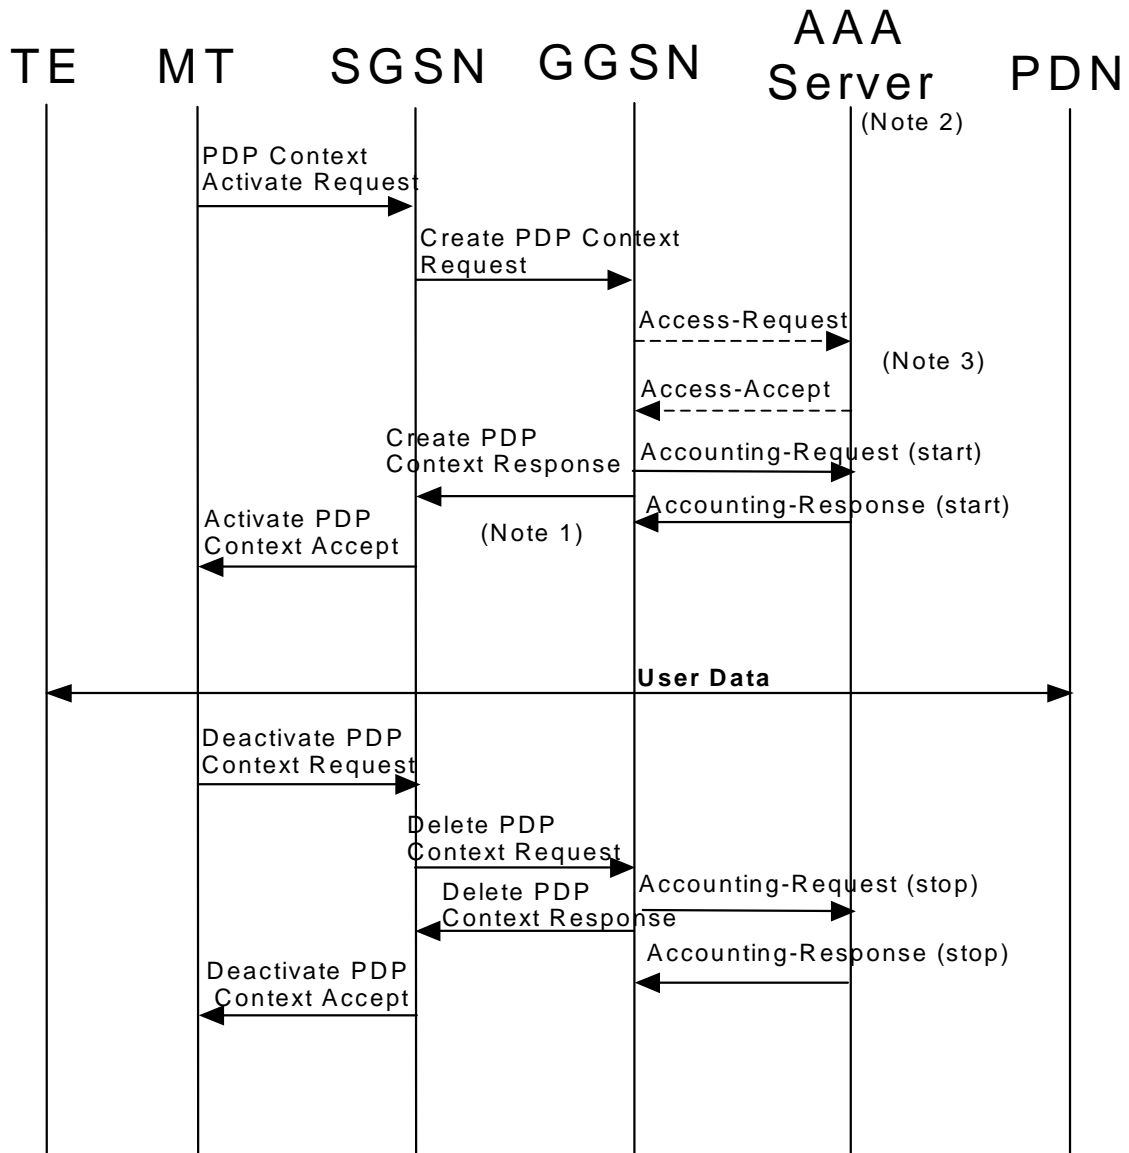 TE
MT
SGSN
GGSN
AAA
Server
PDN
(Note 2)
PDP Context
Activate Request
Create PDP Context
Request
Access-Request
(Note 3)
Access-Accept
Create PDP
Context Response
Accounting-Request (start)
Accounting-Response (start)
Activate PDP
Context Accept
(Note 1)
User Data
Deactivate PDP
Context Request
Delete PDP
Context Request
Accounting-Request (stop)
Delete PDP
Context Response
Accounting-Response (stop)
Deactivate PDP
Context Accept